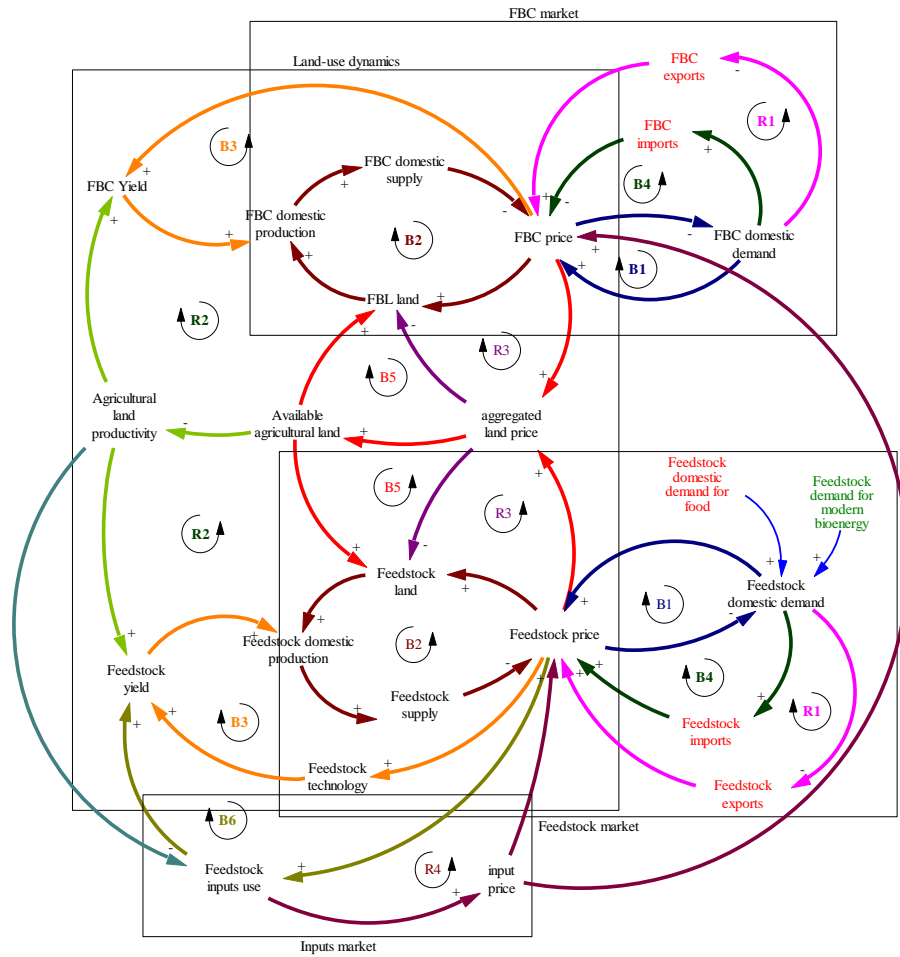 FBC market
Land-use dynamics
FBC
exports
-
R1
B3
FBC
imports
+
FBC domestic
supply
+
+
B4
FBC Yield
+
-
+
-
FBC domestic
production
+
B2
FBC price
-
FBC domestic
demand
+
+
+
B1
FBL land
+
+
-
R2
R3
B5
+
Agricultural
land
productivity
-
Available
agricultural land
+
aggregated
land price
+
B5
R3
Feedstock
domestic
demand for
food
Feedstock
demand for
modern
bioenergy
R2
+
-
+
+
Feedstock
land
+
+
B1
Feedstock
domestic demand
-
+
+
Feedstock domestic
production
B2
Feedstock price
Feedstock
yield
-
+
+
+
B4
+
+
+
+
Feedstock
supply
B3
Feedstock
imports
R1
Feedstock
technology
+
-
Feedstock
exports
B6
Feedstock market
-
+
R4
Feedstock
inputs use
+
input
price
Inputs market